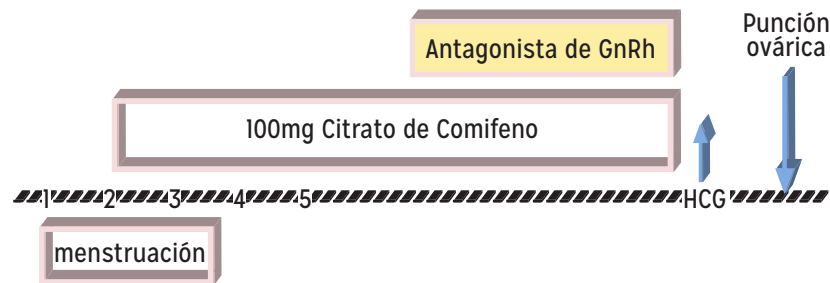 Punción
ovárica
Antagonista de GnRh
100mg Citrato de Comifeno
1 2 3 4 5 HCG
menstruación